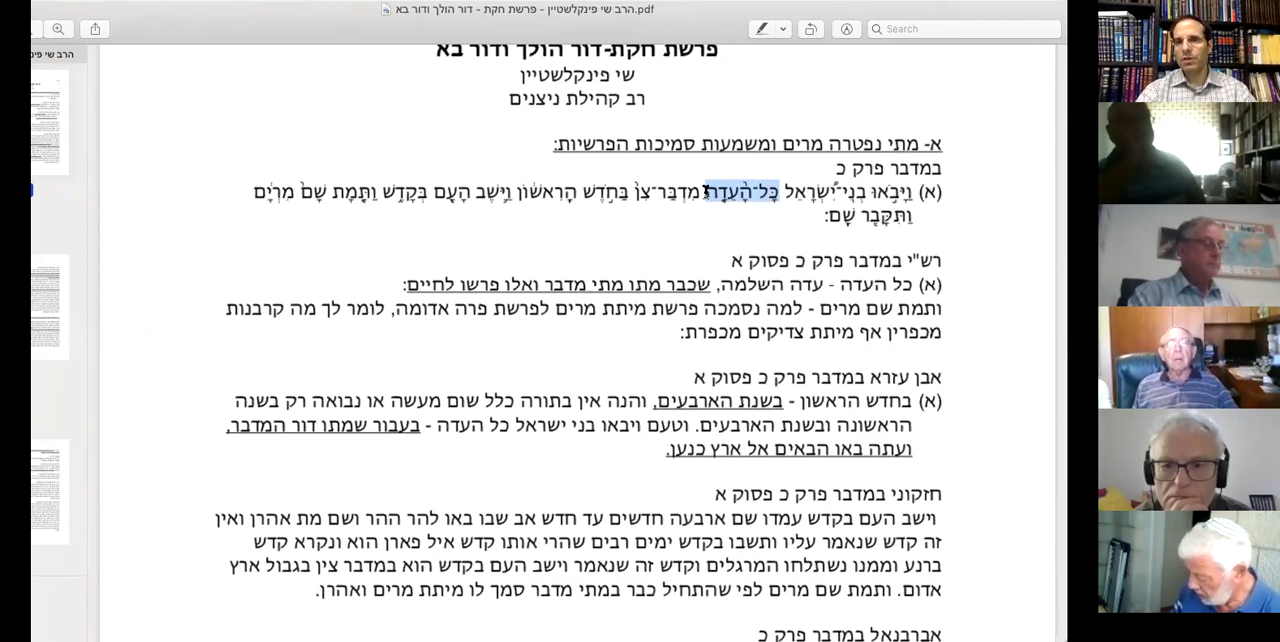 הרב שי פינקלשטיין - פרשת חקת - דור הולך ודור בא.pdf
Search
הרב שי פינ
פרשת חקת-דור הולך ודור בא
שי פינקלשטיין
רב קהילת ניצנים
א- מתי נפטרה מרים ומשמעות סמיכות הפרשיות:
במדבר פרק כ
(א) וַיָּבֹ֣אוּ בְנֵֽי־יִ֠שְׂרָאֵל כָּל־הָ֨עֵדָ֤ה מִדְבַּר־צִן֙ בַּחֹ֣דֶשׁ הָֽרִאשׁ֔וֹן וַיֵּ֥שֶׁב הָעָ֖ם בְּקָדֵ֑שׁ וַתָּ֤מָת שָׁם֙ מִרְיָ֔ם
וַתִּקָּבֵ֖ר שָֽׁם:
רש"י במדבר פרק כ פסוק א
(א) כל העדה - עדה השלמה, שכבר מתו מתי מדבר ואלו פרשו לחיים:
ותמת שם מרים - למה נסמכה פרשת מיתת מרים לפרשת פרה אדומה, לומר לך מה קרבנות
מכפרין אף מיתת צדיקים מכפרת:
אבן עזרא במדבר פרק כ פסוק א
(א) בחדש הראשון - בשנת הארבעים, והנה אין בתורה כלל שום מעשה או נבואה רק בשנה
הראשונה ובשנת הארבעים. וטעם ויבאו בני ישראל כל העדה - בעבור שמתו דור המדבר,
ועתה באו הבאים אל ארץ כנען.
חזקוני במדבר פרק כ פסוק א
וישב העם בקדש עמדו שם ארבעה חדשים עד חדש אב שבו באו להר ההר ושם מת אהרן ואין
זה קדש שנאמר עליו ותשבו בקדש ימים רבים שהרי אותו קדש איל פארן הוא ונקרא קדש
ברנע וממנו נשתלחו המרגלים וקדש זה שנאמר וישב העם בקדש הוא במדבר צין בגבול ארץ
אדום. ותמת שם מרים לפי שהתחיל כבר במתי מדבר סמך לו מיתת מרים ואהרן.
אברבנאל במדבר פרק כ